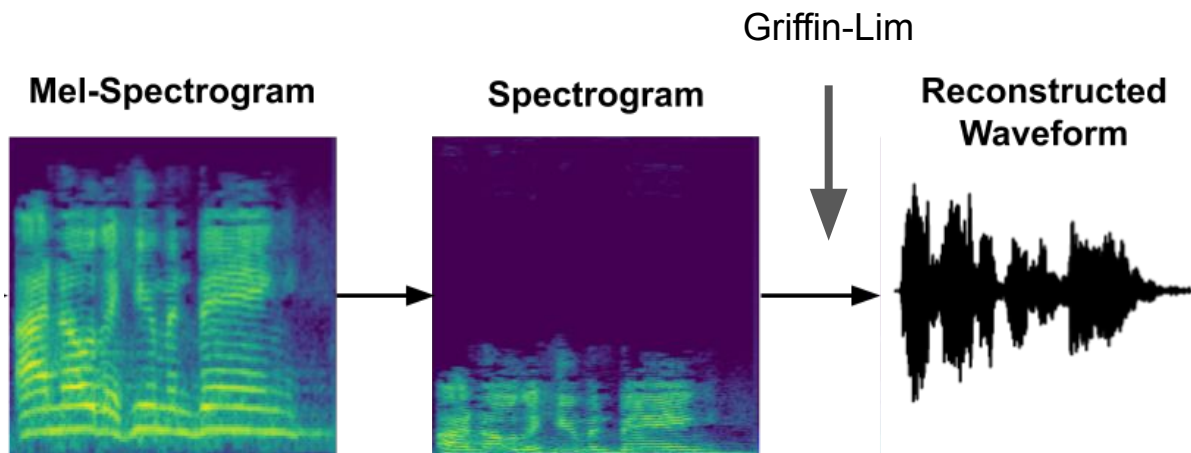 Griffin-Lim
Mel-Spectrogram
Spectrogram
Reconstructed
Waveform